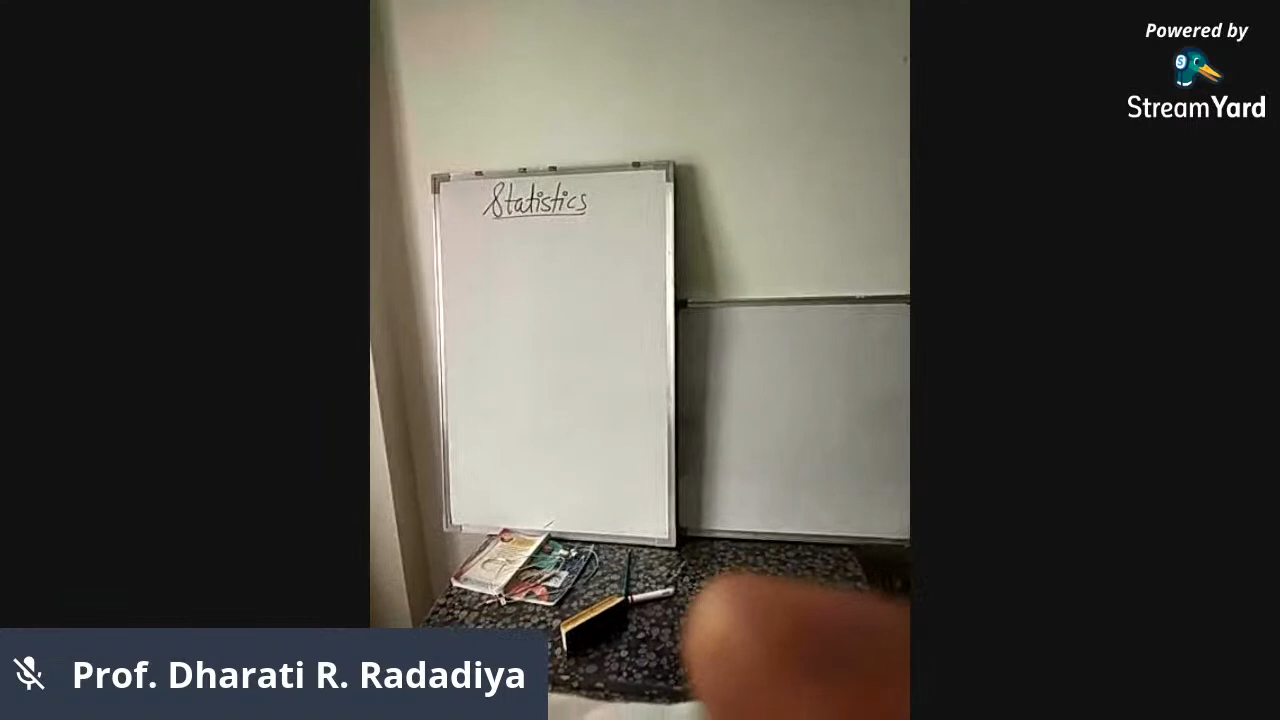 Powered by
StreamYard
Statistics
Prof. Dharati R. Radadiya